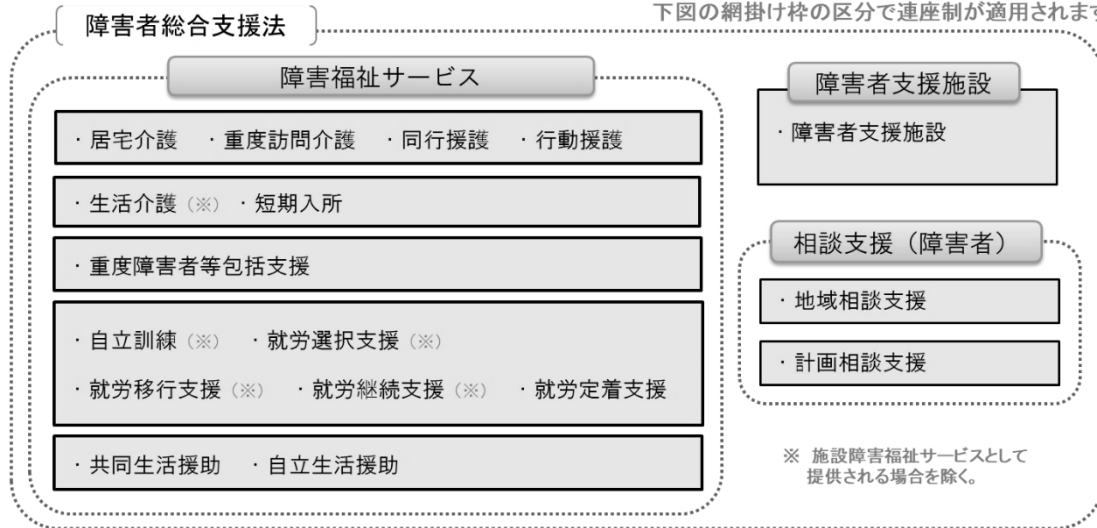 下図の網掛け枠の区分で連座制が適用されます
障害者総合支援法
障害福祉サービス
・居宅介護 ・重度訪問介護 ・同行援護 ・行動援護
・生活介護（※） ・短期入所
・重度障害者等包括支援
・自立訓練（※） ・就労選択支援（※）
・就労移行支援（※） ・就労継続支援（※） ・就労定着支援
・共同生活援助 ・自立生活援助
障害者支援施設
・障害者支援施設
相談支援（障害者）
・地域相談支援
・計画相談支援
※ 施設障害福祉サービスとして
提供される場合を除く。